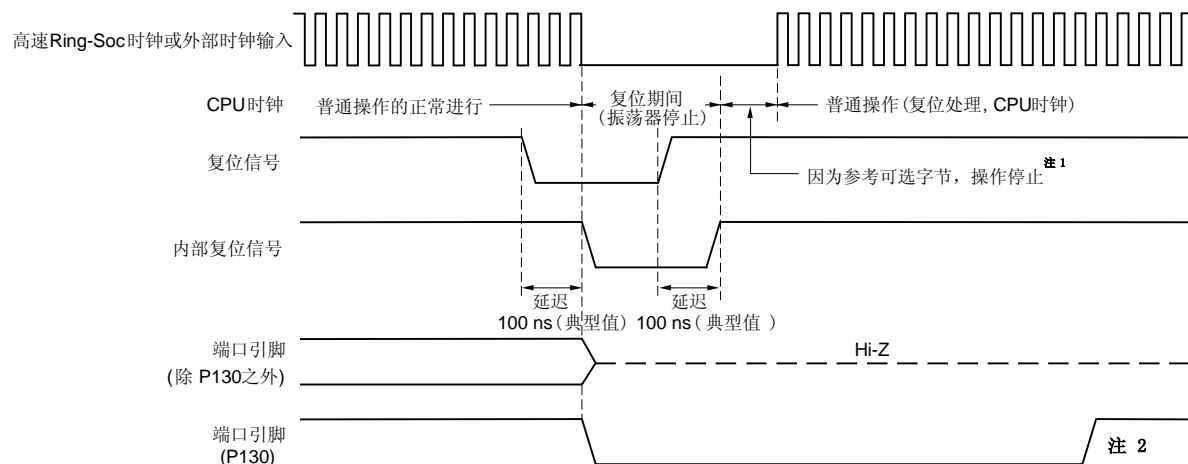 高速Ring-Soc时钟或外部时钟输入
CPU时钟
普通操作的正常进行
复位期间
(振荡器停止)
普通操作(复位处理, CPU时钟)
复位信号
因为参考可选字节，操作停止注1
内部复位信号
延迟
100 ns(典型值)
延迟
100 ns(典型值 )
端口引脚
(除 P130之外)
Hi-Z
端口引脚
(P130)
注 2